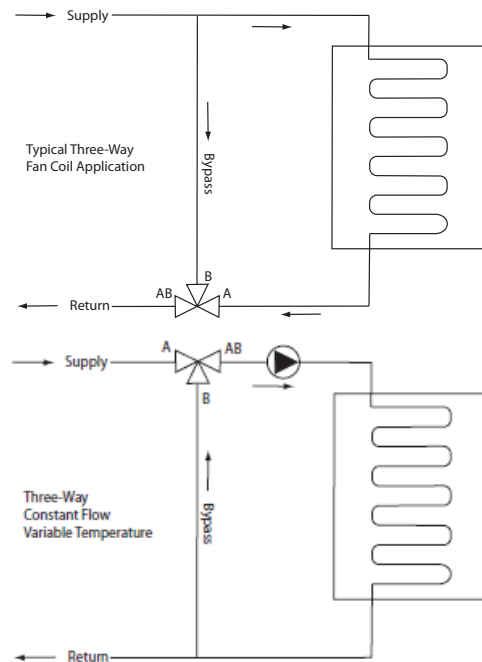 Supply
Typical Three-Way
Fan Coil Application
Bypass
B
AB
A
Return
A
AB
Supply
B
Three-Way
Constant Flow
Variable Temperature
Bypass
Return